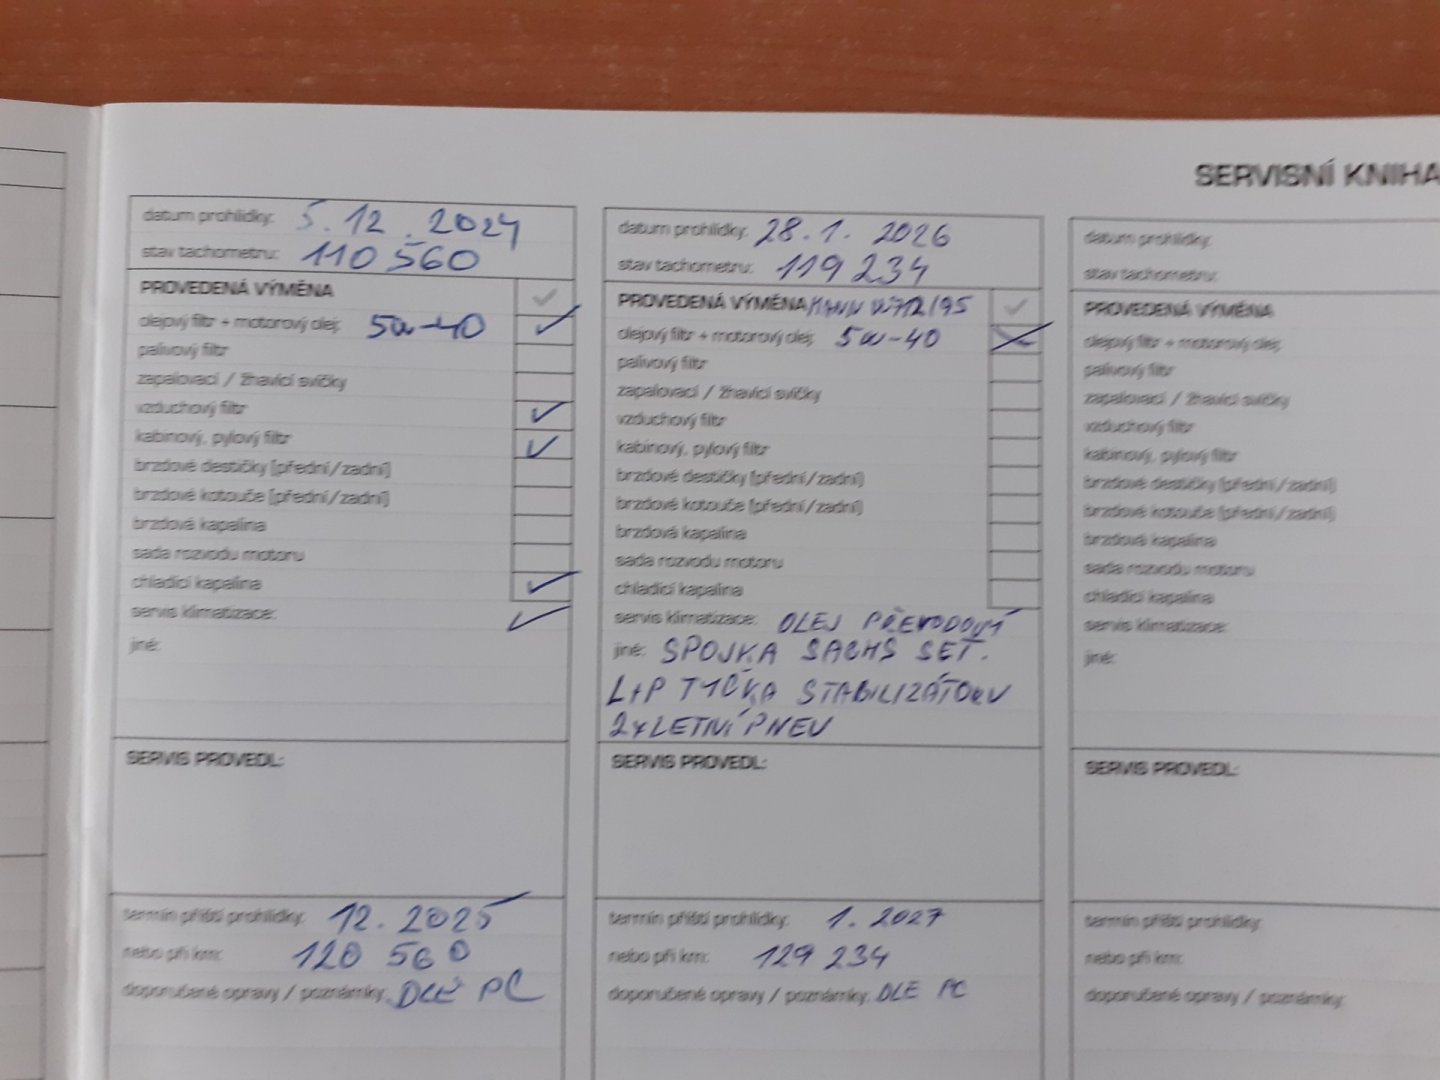 SERVISNÍ KNIHA
datum prohlídky: 5.12.2024
stav tachometru: 110 560
PROVEDENÁ VÝMĚNA
olejový filtr + motorový olej: 5W-40
palivový filtr
zapalovací / žhavící svíčky
vzduchový filtr
kabinový, pylový filtr
brzdové destičky (přední/zadní)
brzdové kotouče (přední/zadní)
brzdová kapalina
sada rozvodu motoru
chladící kapalina
servis klimatizace:
jiné:
SERVIS PROVEDL:
termín příští prohlídky: 12.2025
nebo při km: 120 560
doporučené opravy / poznámky: DLE PC
datum prohlídky: 28.1. 2026
stav tachometru: 119 234
PROVEDENÁ VÝMĚNA MANN W712/95
olejový filtr + motorový olej: 5W-40
palivový filtr
zapalovací / žhavící svíčky
vzduchový filtr
kabinový, pylový filtr
brzdové destičky (přední/zadní)
brzdové kotouče (přední/zadní)
brzdová kapalina
sada rozvodu motoru
chladící kapalina
servis klimatizace: OLEJ PŘEVODOVÝ
jiné: SPOJKA SACHS SET.
L+P TYČKA STABILIZÁTORU
2x LETNÍ PNEU
SERVIS PROVEDL:
termín příští prohlídky: 1. 2027
nebo při km: 129 234
doporučené opravy / poznámky: DLE PC
datum prohlídky:
stav tachometru:
PROVEDENÁ VÝMĚNA
olejový filtr + motorový olej:
palivový filtr
zapalovací / žhavící svíčky
vzduchový filtr
kabinový, pylový filtr
brzdové destičky (přední/zadní)
brzdové kotouče (přední/zadní)
brzdová kapalina
sada rozvodu motoru
chladící kapalina
servis klimatizace:
jiné:
SERVIS PROVEDL:
termín příští prohlídky:
nebo při km:
doporučené opravy / poznámky: